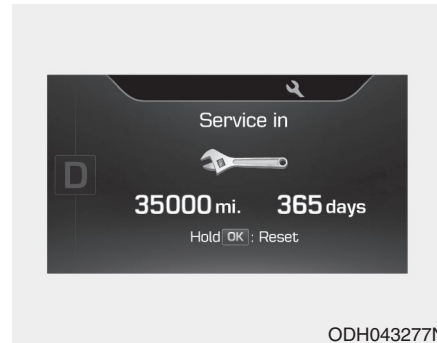 Service in
D
35000 mi. 365 days
Hold OK : Reset
ODH043277N